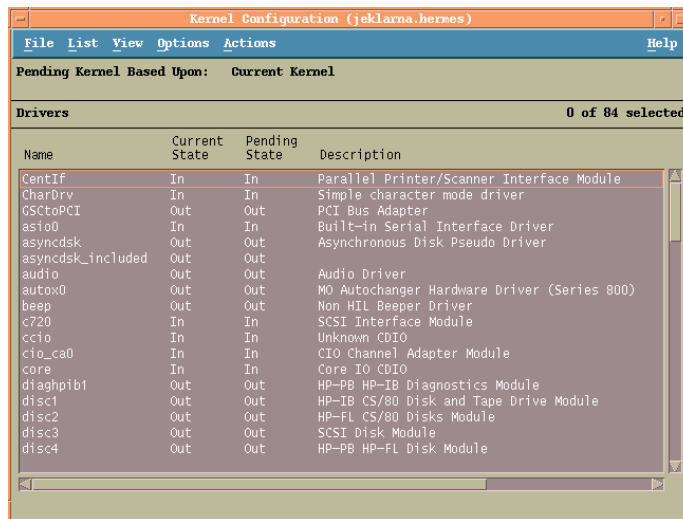 Kernel Configuration (jeklarna.hermes)
File List View Options Actions Help
Pending Kernel Based Upon: Current Kernel
Drivers 0 of 84 selected
Current Pending
Name State State Description
CentIf In In Parallel Printer/Scanner Interface Module
CharDrv In In Simple character mode driver
GSCtoPCI Out Out PCI Bus Adapter
asio0 In In Built-in Serial Interface Driver
asyncdsk Out Out Asynchronous Disk Pseudo Driver
asyncdsk_included Out Out
audio Out Out Audio Driver
autox0 Out Out MO Autochanger Hardware Driver (Series 800)
beep Out Out Non HIL Beeper Driver
c720 In In SCSI Interface Module
ccio In In Unknown CDIO
cio_ca0 In In CIO Channel Adapter Module
core In In Core IO CDIO
diaghpib1 Out Out HP-PB HP-IB Diagnostics Module
disc1 Out Out HP-IB CS/80 Disk and Tape Drive Module
disc2 Out Out HP-FL CS/80 Disks Module
disc3 Out Out SCSI Disk Module
disc4 Out Out HP-PB HP-FL Disk Module